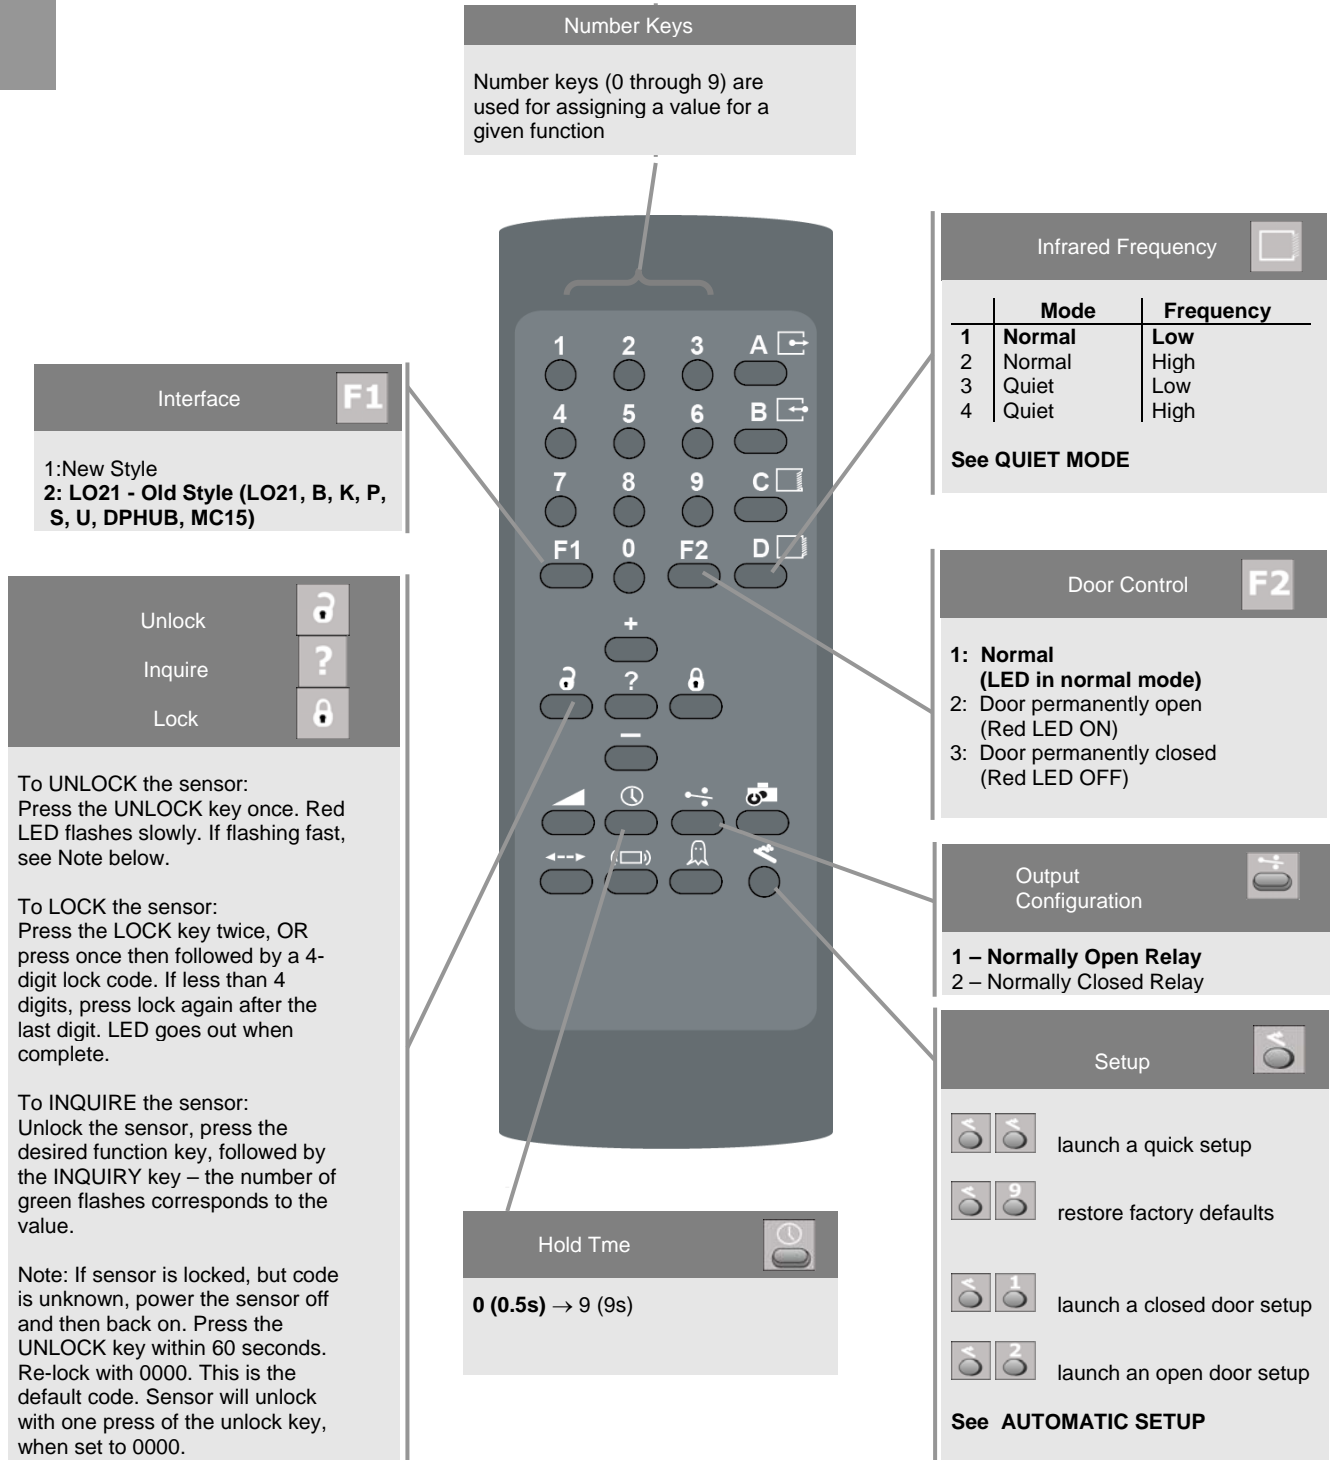 Number Keys
Number keys (0 through 9) are
used for assigning a value for a
given function
Infrared Frequency
Mode Frequency
1 Normal Low
2 Normal High
3 Quiet Low
4 Quiet High
See QUIET MODE
Interface F1
1:New Style
2: LO21 - Old Style (LO21, B, K, P,
S, U, DPHUB, MC15)
1 2 3 A
4 5 6 B
7 8 9 C
F1 0 F2 D
+
?
−
Door Control F2
1: Normal
(LED in normal mode)
2: Door permanently open
(Red LED ON)
3: Door permanently closed
(Red LED OFF)
Unlock
Inquire ?
Lock
To UNLOCK the sensor:
Press the UNLOCK key once. Red
LED flashes slowly. If flashing fast,
see Note below.
To LOCK the sensor:
Press the LOCK key twice, OR
press once then followed by a 4-
digit lock code. If less than 4
digits, press lock again after the
last digit. LED goes out when
complete.
To INQUIRE the sensor:
Unlock the sensor, press the
desired function key, followed by
the INQUIRY key – the number of
green flashes corresponds to the
value.
Note: If sensor is locked, but code
is unknown, power the sensor off
and then back on. Press the
UNLOCK key within 60 seconds.
Re-lock with 0000. This is the
default code. Sensor will unlock
with one press of the unlock key,
when set to 0000.
Output
Configuration
1 – Normally Open Relay
2 – Normally Closed Relay
Setup
launch a quick setup
9 restore factory defaults
1 launch a closed door setup
2 launch an open door setup
See AUTOMATIC SETUP
Hold Tme
0 (0.5s) → 9 (9s)